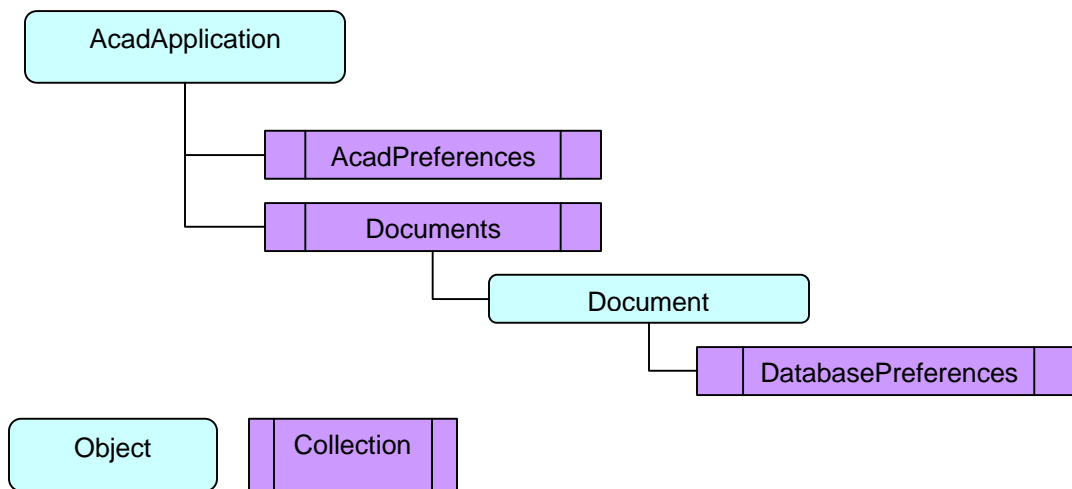 AcadApplication
AcadPreferences
Documents
Document
DatabasePreferences
Object
Collection